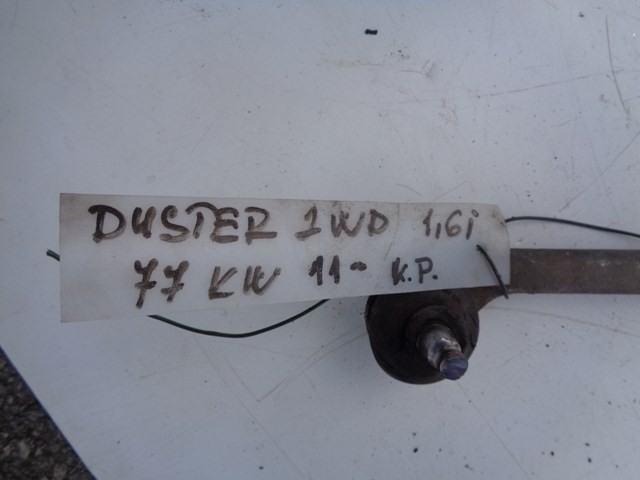 DUSTER 1WD 1,6i
77 KW 11- K.P.